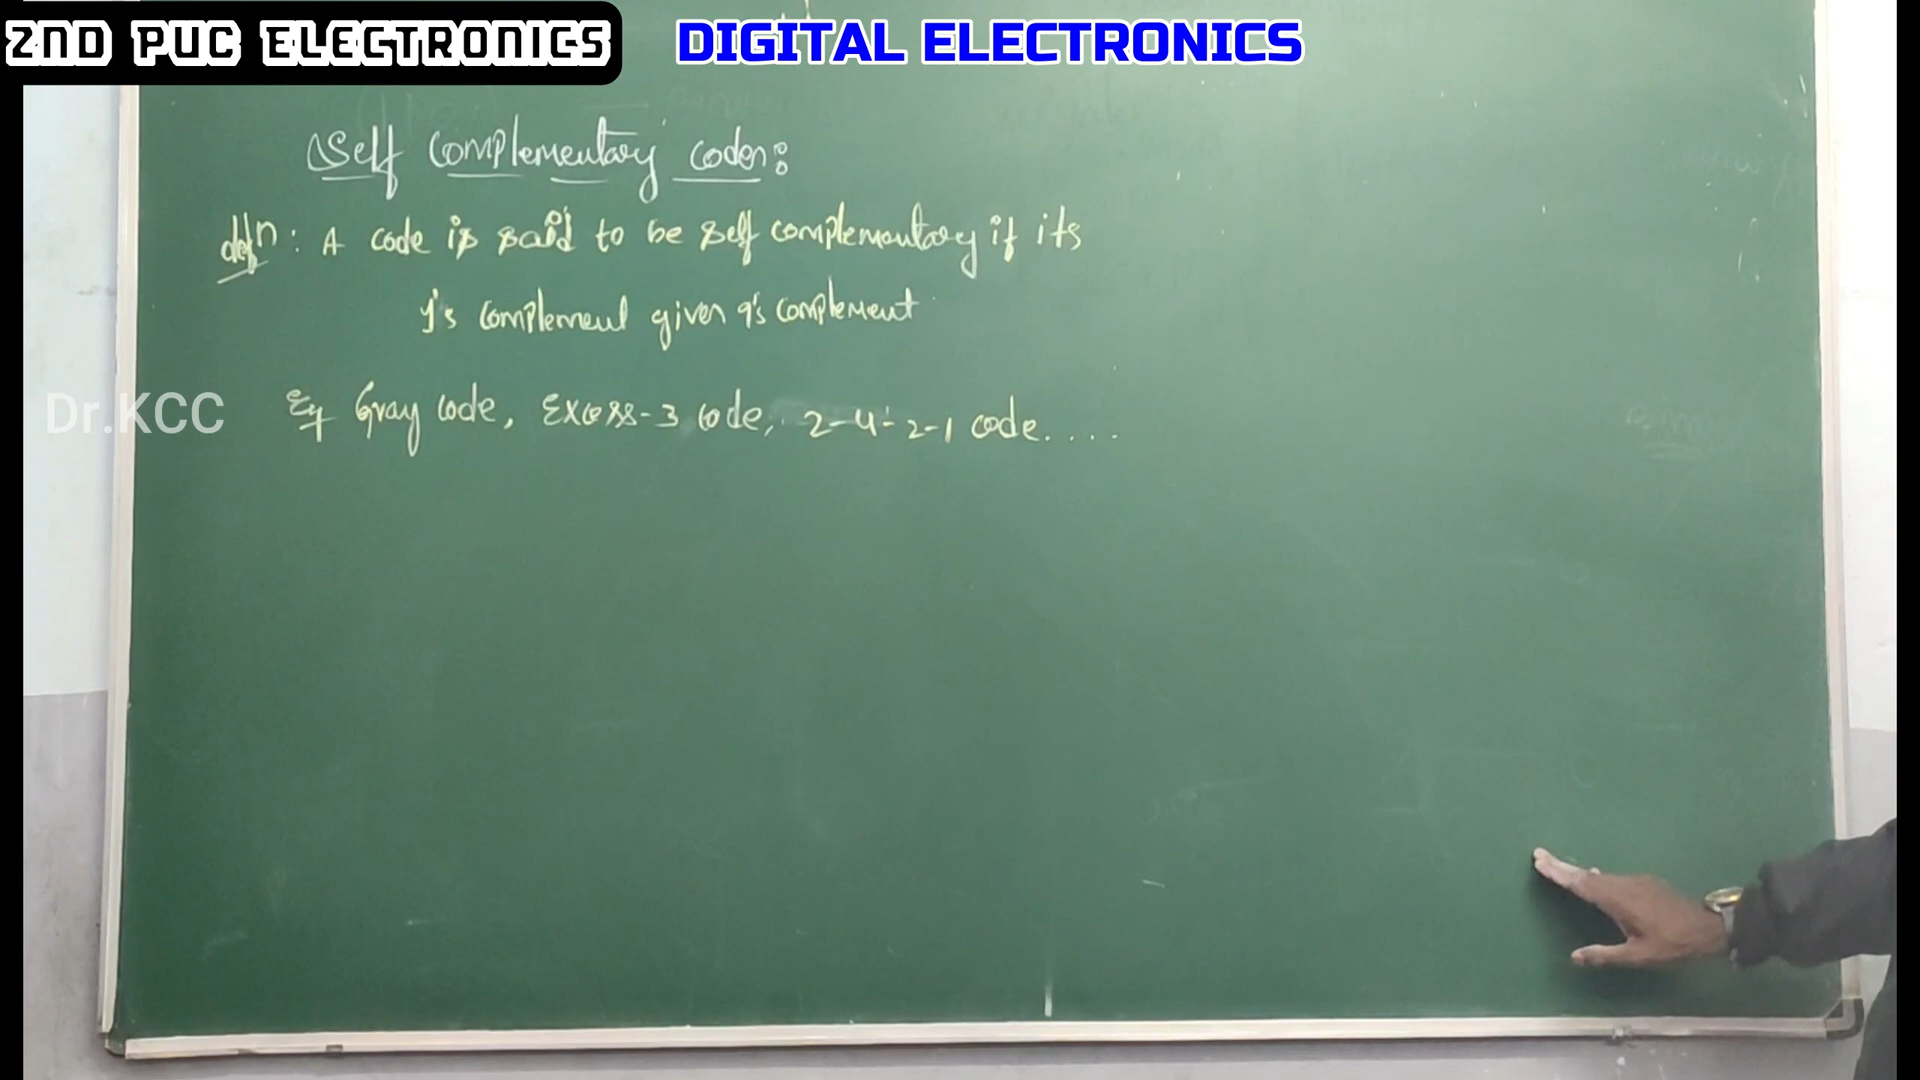 2ND PUC ELECTRONICS
DIGITAL ELECTRONICS
Self Complementary codes:
defn: A code is said to be self complementary if its
1's complement given 9's complement
Dr.KCC
Eg Gray code, Excess-3 code, 2-4-2-1 code....